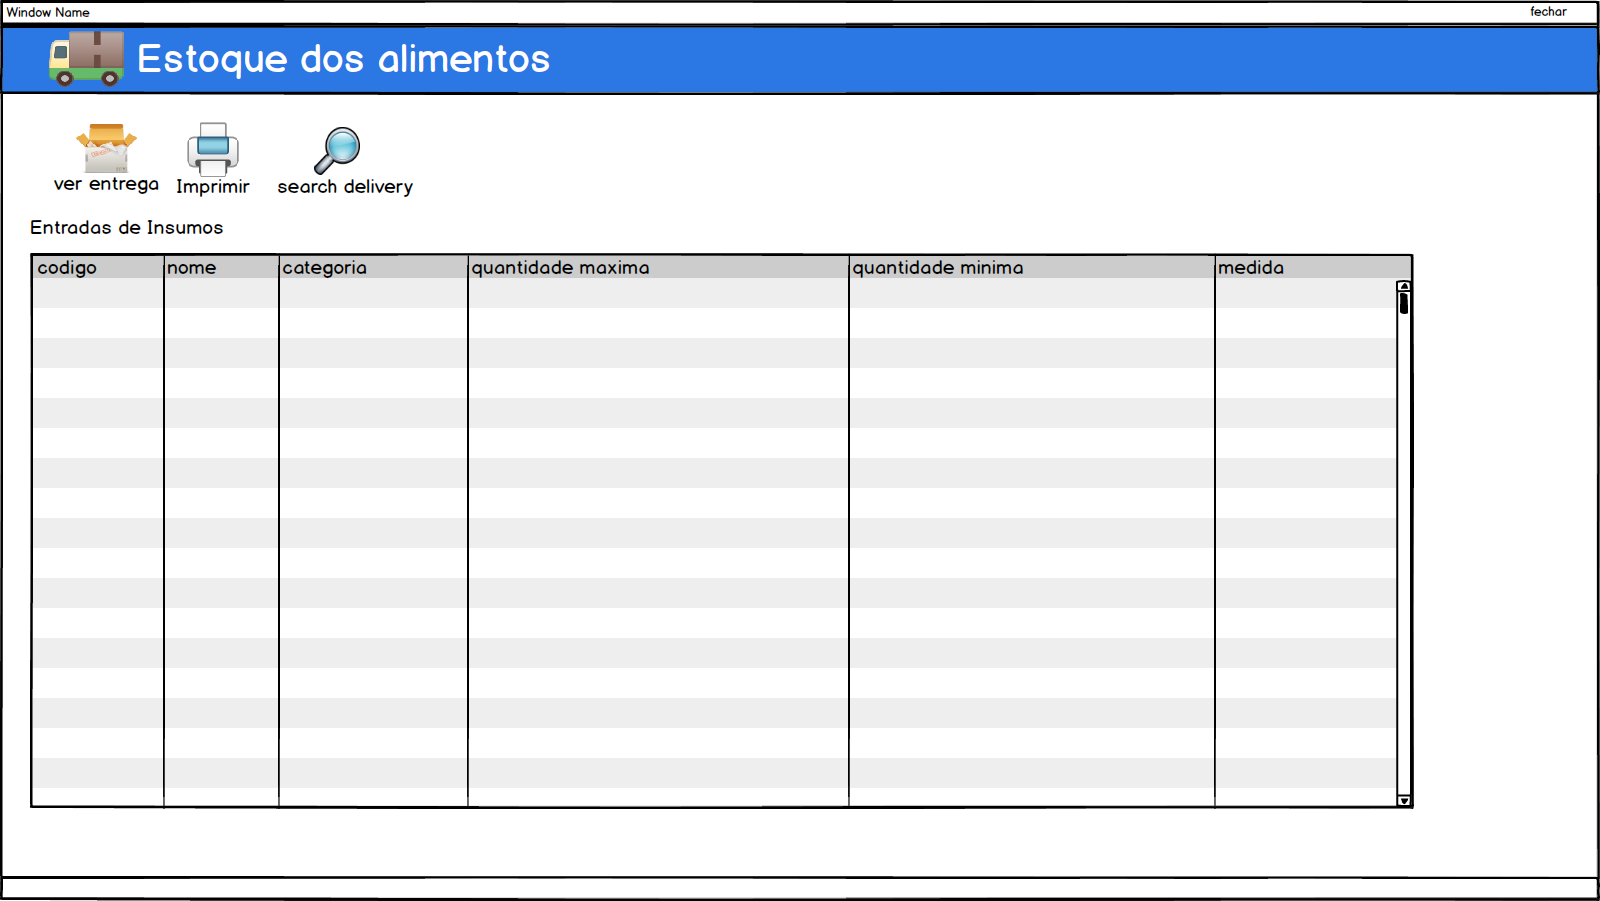 Window Name fechar
Estoque dos alimentos
ver entrega Imprimir search delivery
Entradas de Insumos
codigo nome categoria quantidade maxima quantidade minima medida